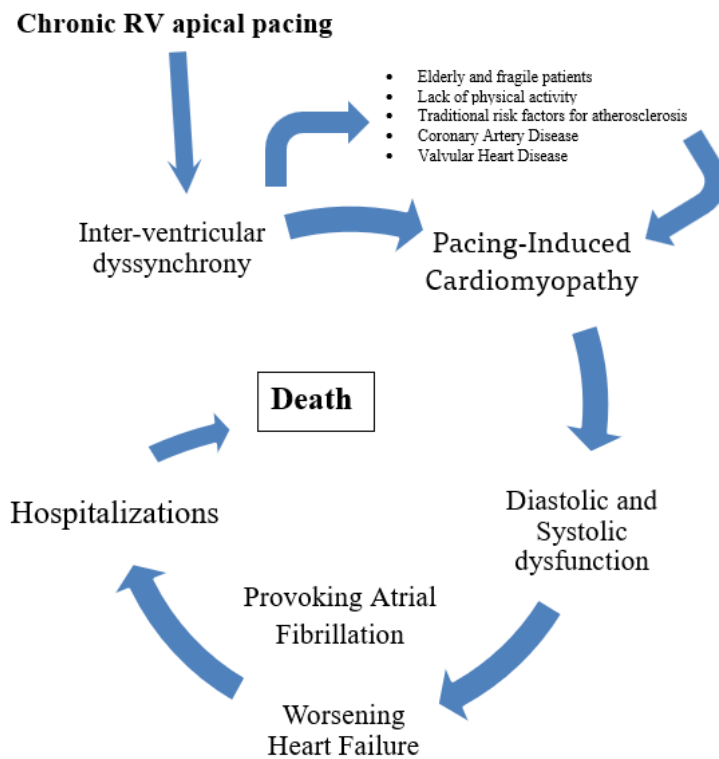 Chronic RV apical pacing
• Elderly and fragile patients
• Lack of physical activity
• Traditional risk factors for atherosclerosis
• Coronary Artery Disease
• Valvular Heart Disease
Inter-ventricular
dyssynchrony
Pacing-Induced
Cardiomyopathy
Death
Hospitalizations
Diastolic and
Systolic
dysfunction
Provoking Atrial
Fibrillation
Worsening
Heart Failure